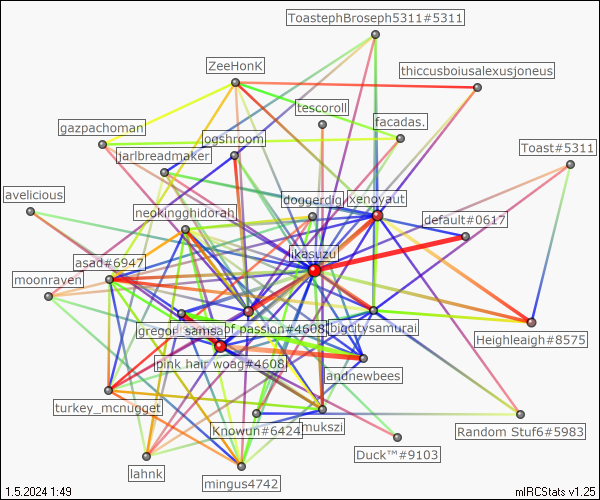 ToastephBroseph5311#5311
ZeeHonK
thiccusboiusalexusjoneus
tescoroll
facadas.
gazpachoman
ogshroom
jarlbreadmaker
Toast#5311
avelicious
doggerdig
xenoyaut
neokingghidorah
default#0617
ikasuzu
asad#6947
moonraven
gregor_samsa
of passion#4608
bigcitysamurai
Heighleaigh#8575
pink hair woag#4608
andnewbees
turkey_mcnugget
Knowun#6424
mukszi
Random Stuf6#5983
Duck™#9103
lahnk
mingus4742
1.5.2024 1:49
mIRCStats v1.25